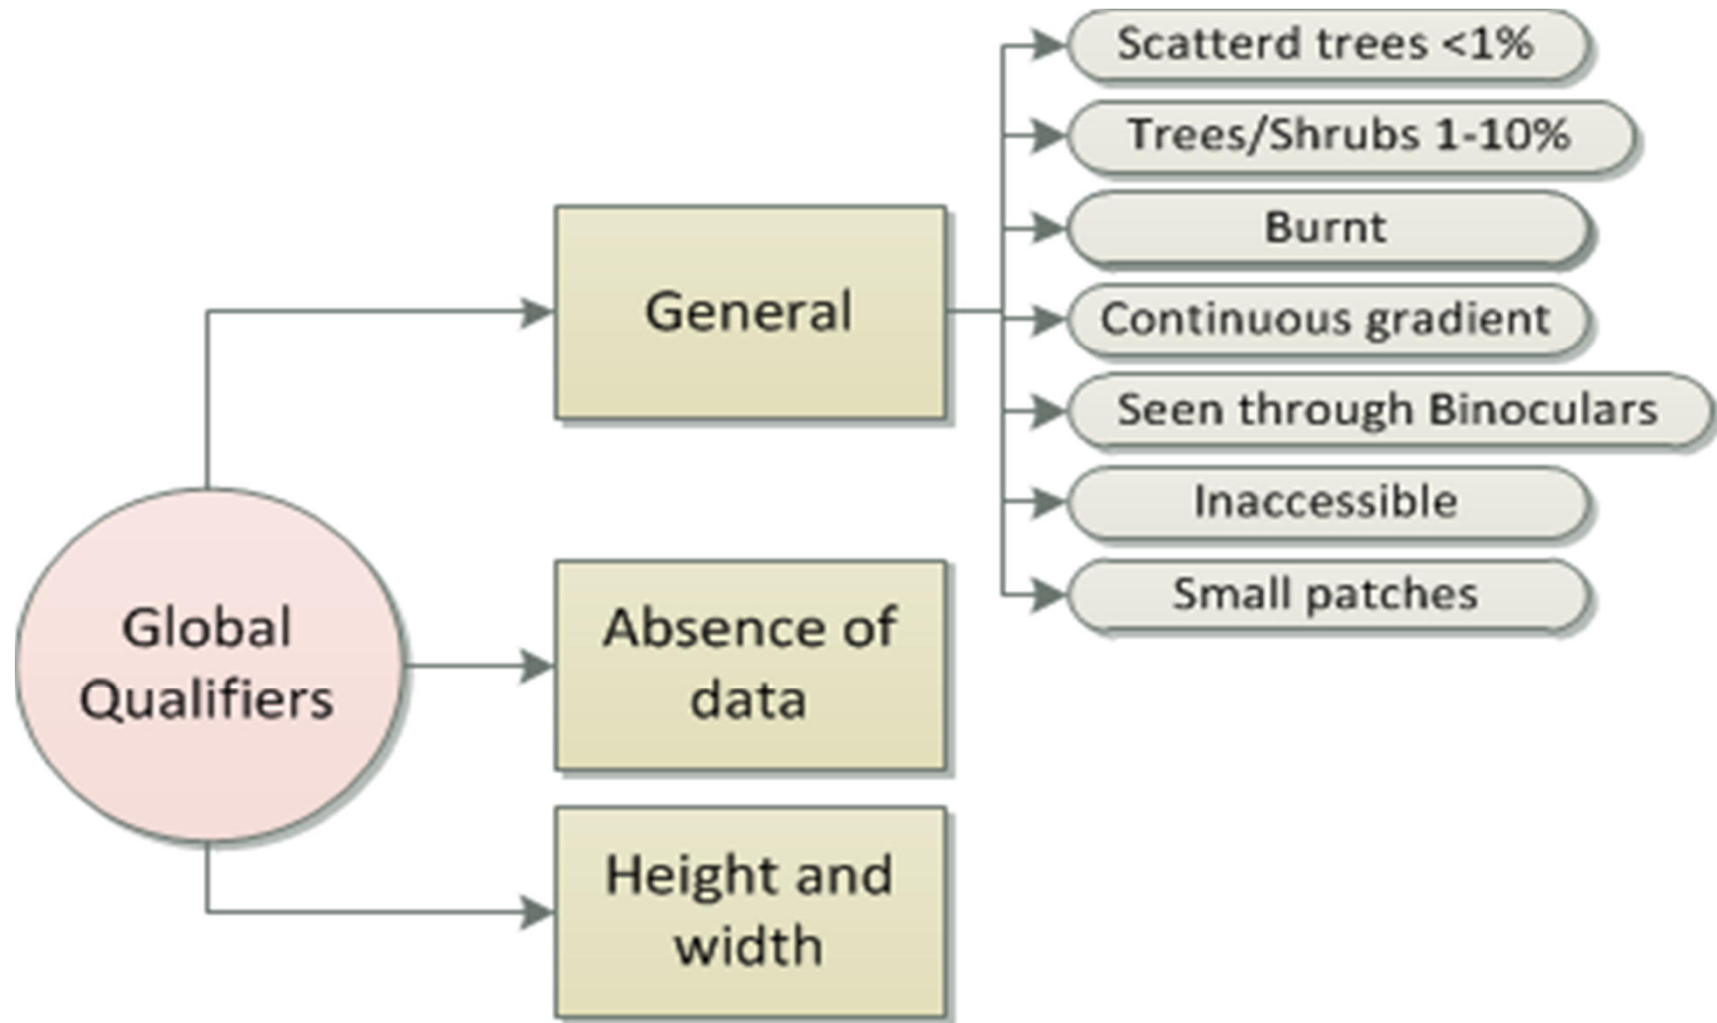 Scatterd trees <1%
Trees/Shrubs 1-10%
Burnt
General
Continuous gradient
Seen through Binoculars
Inaccessible
Small patches
Global
Qualifiers
Absence of
data
Height and
width